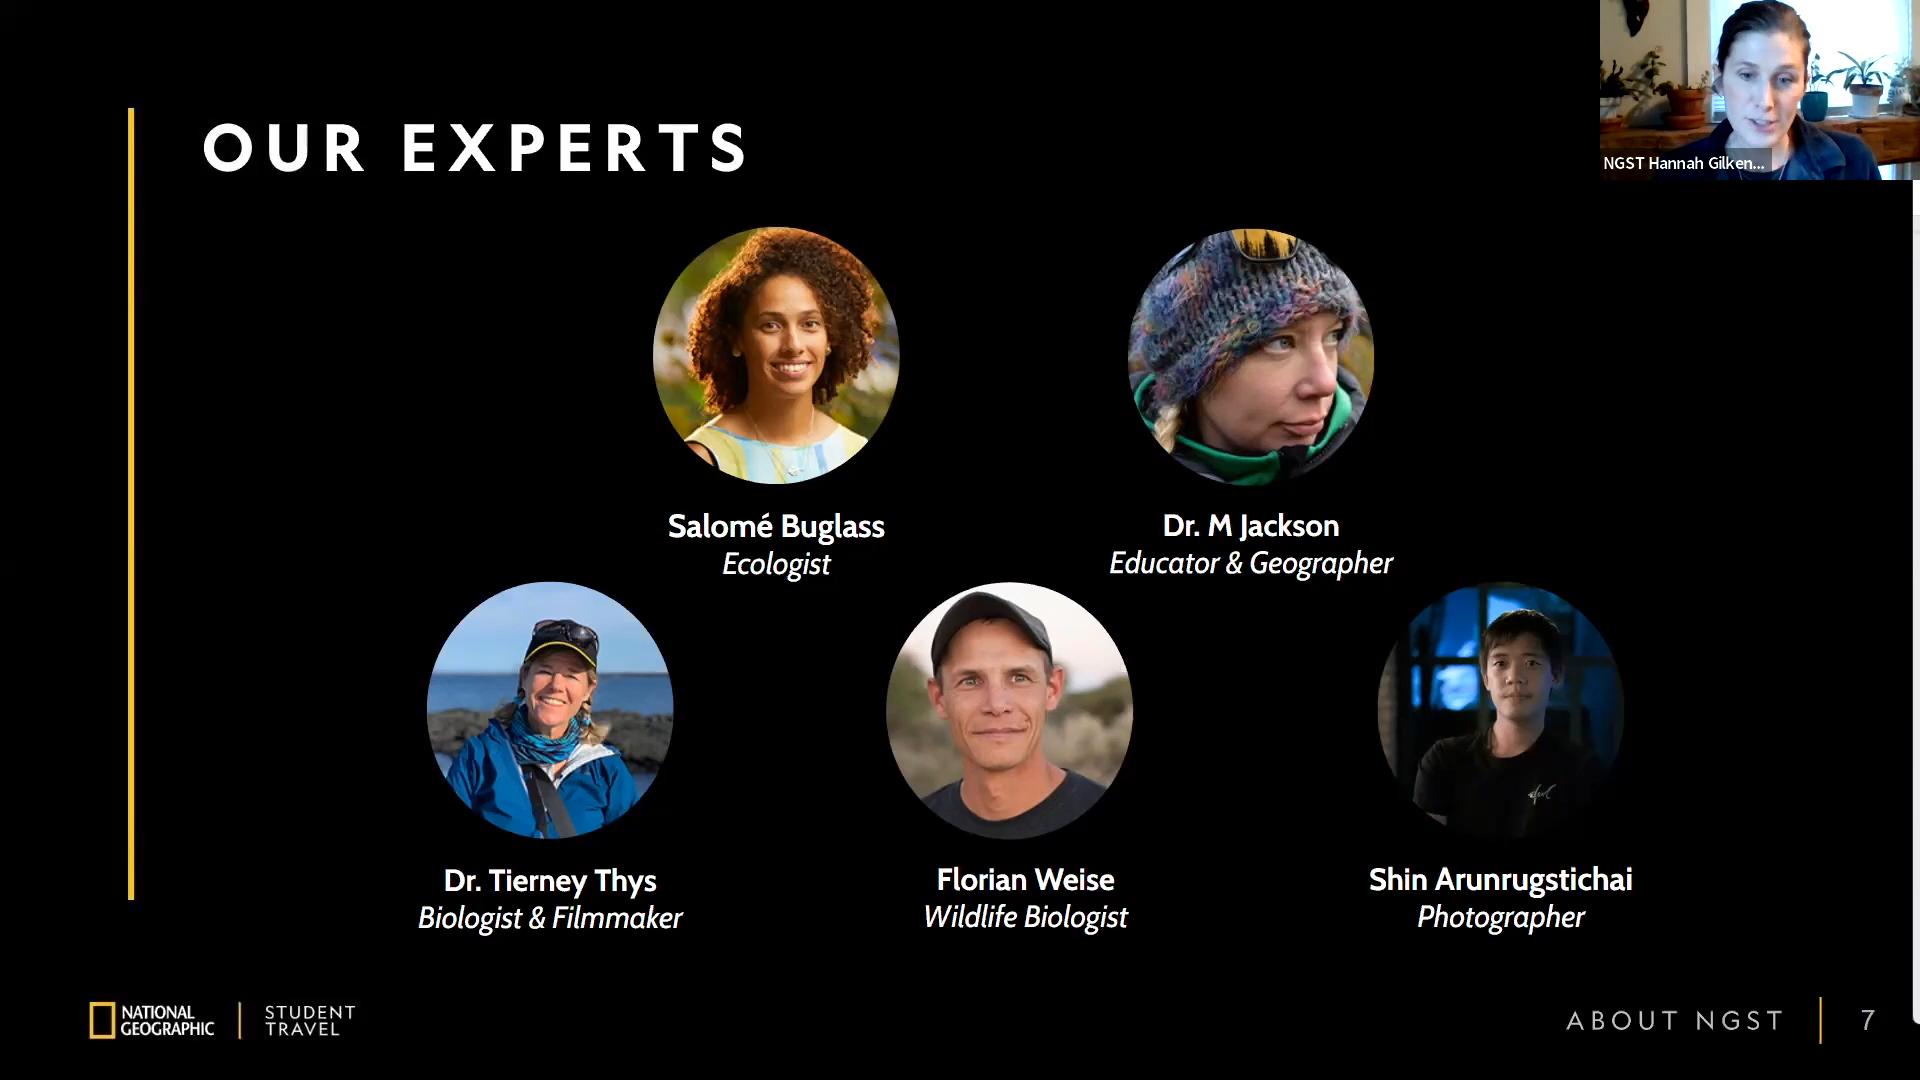 OUR EXPERTS
NGST Hannah Gilken...
Salomé Buglass
Ecologist
Dr. M Jackson
Educator & Geographer
Dr. Tierney Thys
Biologist & Filmmaker
Florian Weise
Wildlife Biologist
Shin Arunrugstichai
Photographer
NATIONAL
GEOGRAPHIC
STUDENT
TRAVEL
ABOUT NGST
7